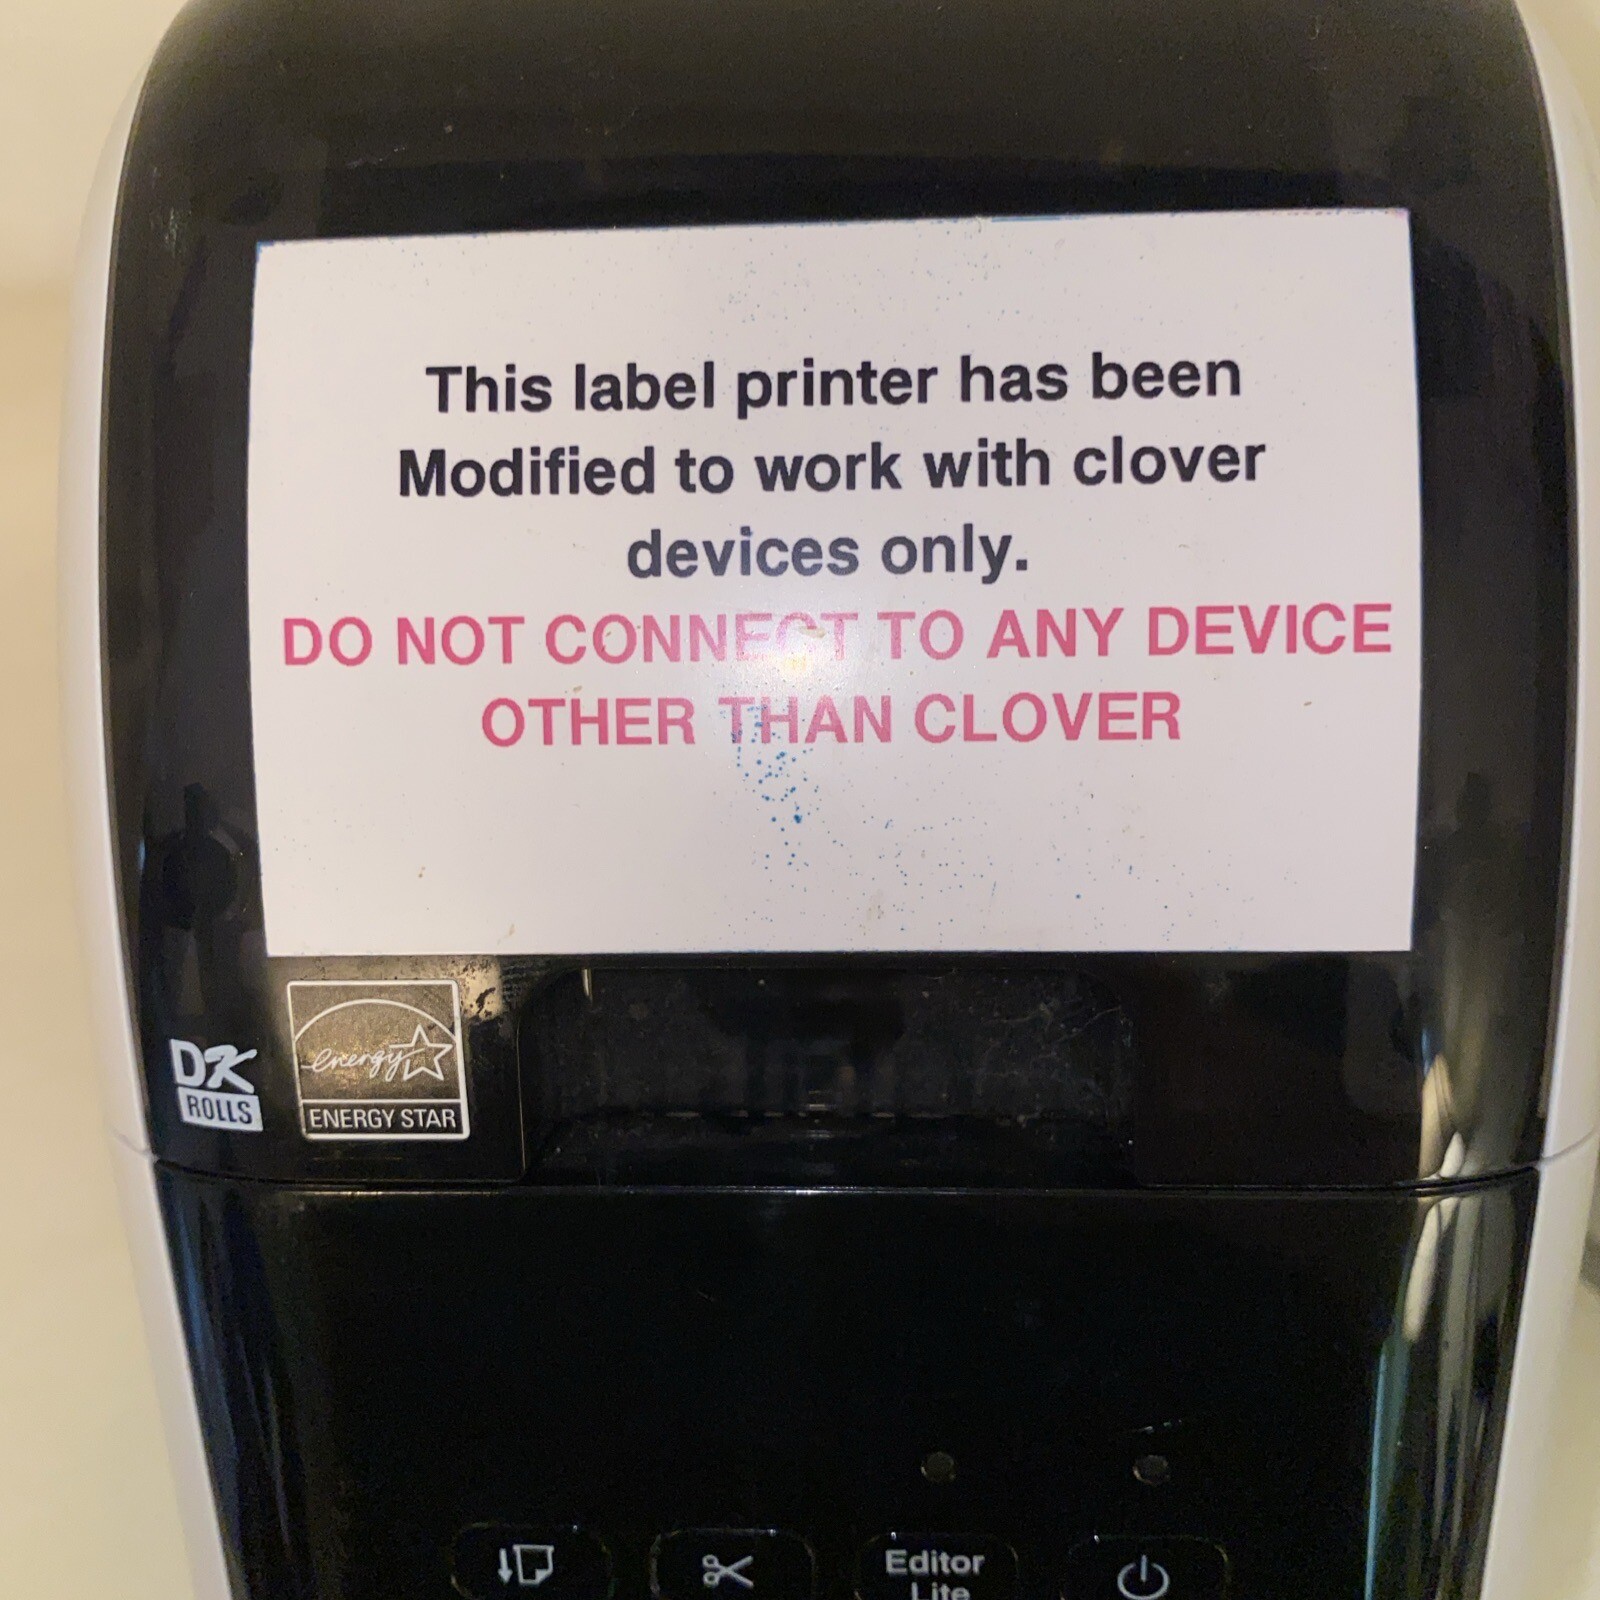 This label printer has been
Modified to work with clover
devices only.
DO NOT CONNECT TO ANY DEVICE
OTHER THAN CLOVER
DK
ROLLS
energy
ENERGY STAR
Editor
Lite